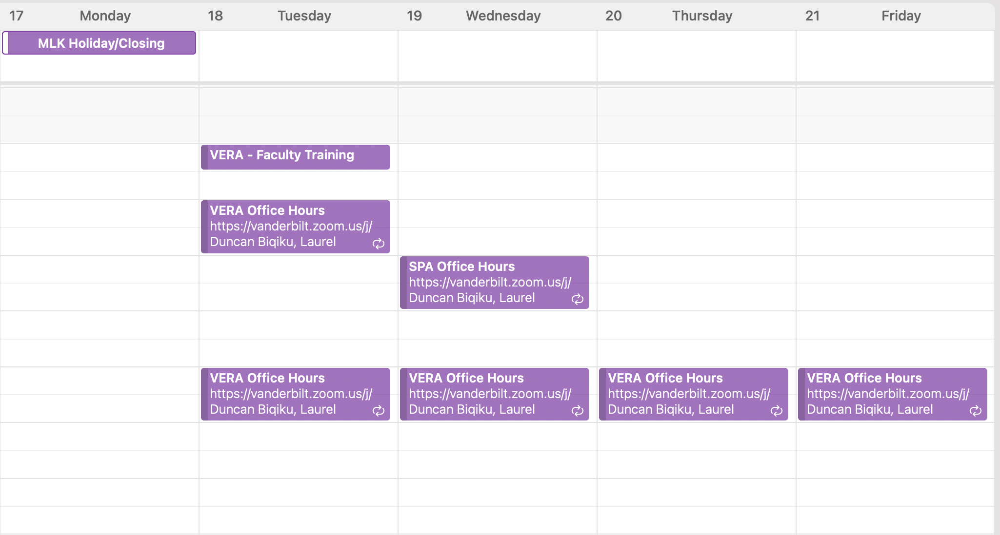 17 Monday
18 Tuesday
19 Wednesday
20 Thursday
21 Friday
MLK Holiday/Closing
VERA - Faculty Training
VERA Office Hours
https://vanderbilt.zoom.us/j/
Duncan Biqiku, Laurel
SPA Office Hours
https://vanderbilt.zoom.us/j/
Duncan Biqiku, Laurel
VERA Office Hours
https://vanderbilt.zoom.us/j/
Duncan Biqiku, Laurel
VERA Office Hours
https://vanderbilt.zoom.us/j/
Duncan Biqiku, Laurel
VERA Office Hours
https://vanderbilt.zoom.us/j/
Duncan Biqiku, Laurel
VERA Office Hours
https://vanderbilt.zoom.us/j/
Duncan Biqiku, Laurel